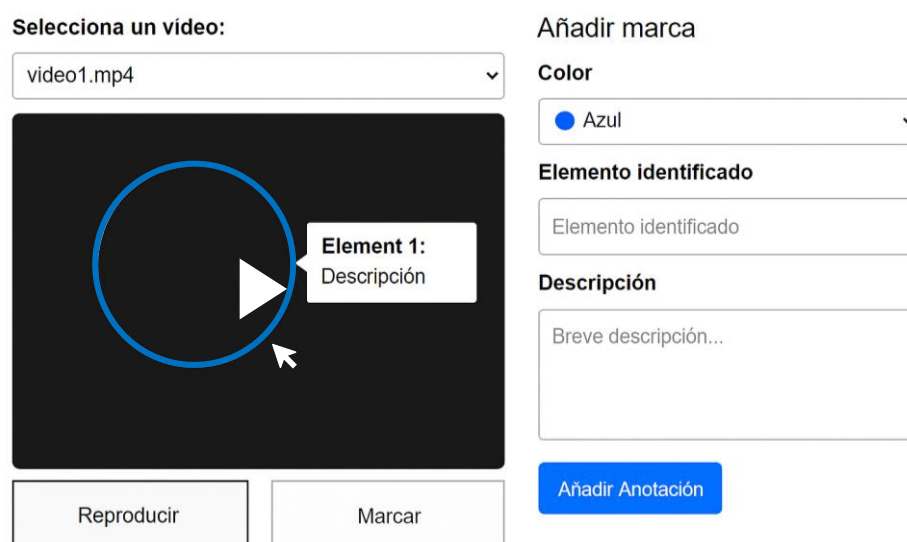 Selecciona un vídeo:
video1.mp4
Element 1:
Descripción
Reproducir
Marcar
Añadir marca
Color
Azul
Elemento identificado
Elemento identificado
Descripción
Breve descripción...
Añadir Anotación